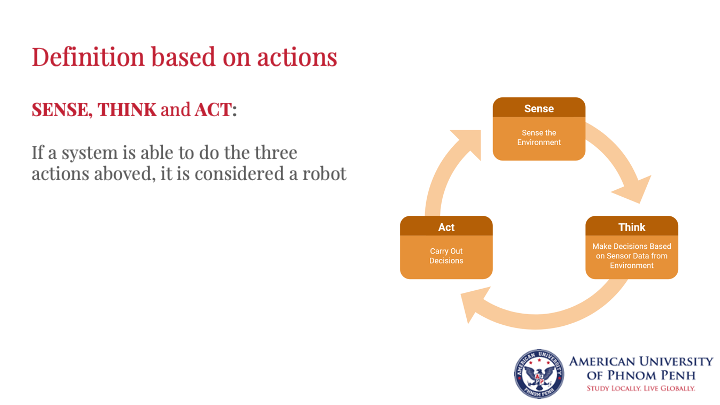 Definition based on actions
SENSE, THINK and ACT:
If a system is able to do the three
actions aboved, it is considered a robot
Sense
Sense the
Environment
Think
Make Decisions Based
on Sensor Data from
Environment
Act
Carry Out
Decisions
AMERICAN UNIVERSITY
OF PHNOM PENH
STUDY LOCALLY. LIVE GLOBALLY.
AMERICAN UNIVERSITY
PHNOM PENH